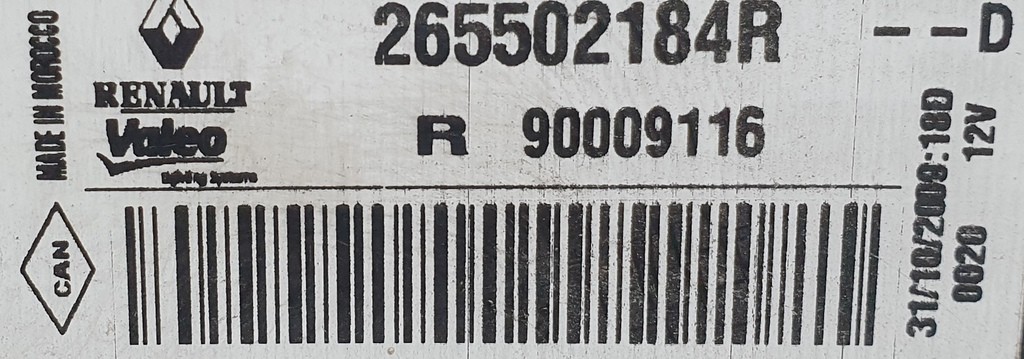 MADE IN MOROCCO
RENAULT
Valeo
Lighting Systems
265502184R
--D
R 90009116
CAN
31/10/2009:18D
0020 12V